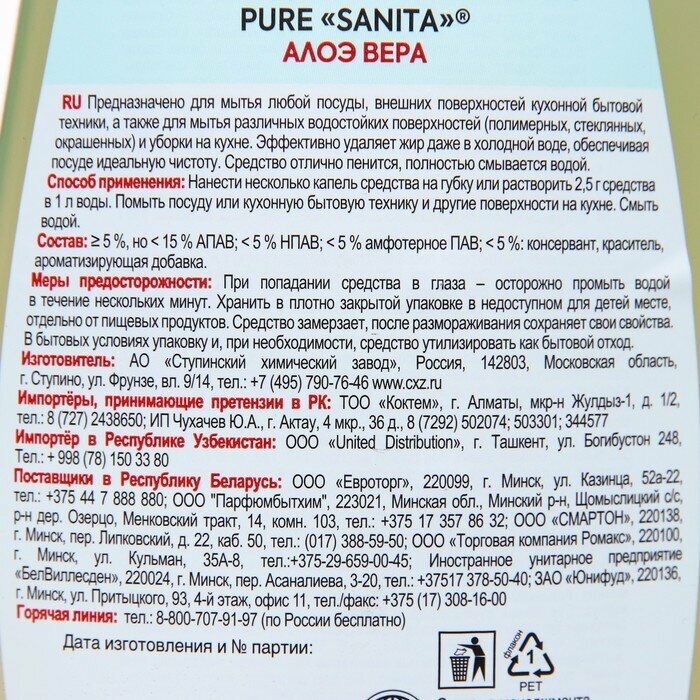 PURE «SANITA»®
АЛОЭ ВЕРА
RU Предназначено для мытья любой посуды, внешних поверхностей кухонной бытовой
техники, а также для мытья различных водостойких поверхностей (полимерных, стеклянных,
окрашенных) и уборки на кухне. Эффективно удаляет жир даже в холодной воде, обеспечивая
посуде идеальную чистоту. Средство отлично пенится, полностью смывается водой.
Способ применения: Нанести несколько капель средства на губку или растворить 2,5 г средства
в 1 л воды. Помыть посуду или кухонную бытовую технику и другие поверхности на кухне. Смыть
водой.
Состав: ≥ 5 %, но < 15 % АПАВ; < 5 % НПАВ; < 5 % амфотерное ПАВ; < 5 %: консервант, краситель,
ароматизирующая добавка.
Меры предосторожности: При попадании средства в глаза – осторожно промыть водой
в течение нескольких минут. Хранить в плотно закрытой упаковке в недоступном для детей месте,
отдельно от пищевых продуктов. Средство замерзает, после размораживания сохраняет свои свойства.
В бытовых условиях упаковку и, при необходимости, средство утилизировать как бытовой отход.
Изготовитель: АО «Ступинский химический завод», Россия, 142803, Московская область,
г. Ступино, ул. Фрунзе, вл. 9/14, тел.: +7 (495) 790-76-46 www.cxz.ru
Импортёры, принимающие претензии в РК: ТОО «Коктем», г. Алматы, мкр-н Жулдыз-1, д. 1/2,
тел.: 8 (727) 2438650; ИП Чухачев Ю.А., г. Актау, 4 мкр., 36 д., 8 (7292) 502074; 503301; 344577
Импортёр в Республике Узбекистан: ООО «United Distribution», г. Ташкент, ул. Богибустон 248,
Тел.: + 998 (78) 150 33 80
Поставщики в Республику Беларусь: ООО «Евроторг», 220099, г. Минск, ул. Казинца, 52а-22,
тел.: +375 44 7 888 880; ООО "Парфюмбытхим", 223021, Минская обл., Минский р-н, Щомыслицкий с/с,
р-н дер. Озерцо, Менковский тракт, 14, комн. 103, тел.: +375 17 357 86 32; ООО «СМАРТОН», 220138,
г. Минск, пер. Липковский, д. 22, каб. 50, тел.: (017) 388-59-50; ООО «Торговая компания Ромакс», 220100,
г. Минск, ул. Кульман, 35А-8, тел.:+375-29-659-00-45; Иностранное унитарное предприятие
«БелВиллесден», 220024, г. Минск, пер. Асаналиева, 3-20, тел.: +37517 378-50-40; ЗАО «Юнифуд», 220136,
г. Минск, ул. Притыцкого, 93, 4-й этаж, офис 11, тел./факс: +375 (17) 308-16-00
Горячая линия: тел.: 8-800-707-91-97 (по России бесплатно)
Дата изготовления и № партии:
флакон
1
PET